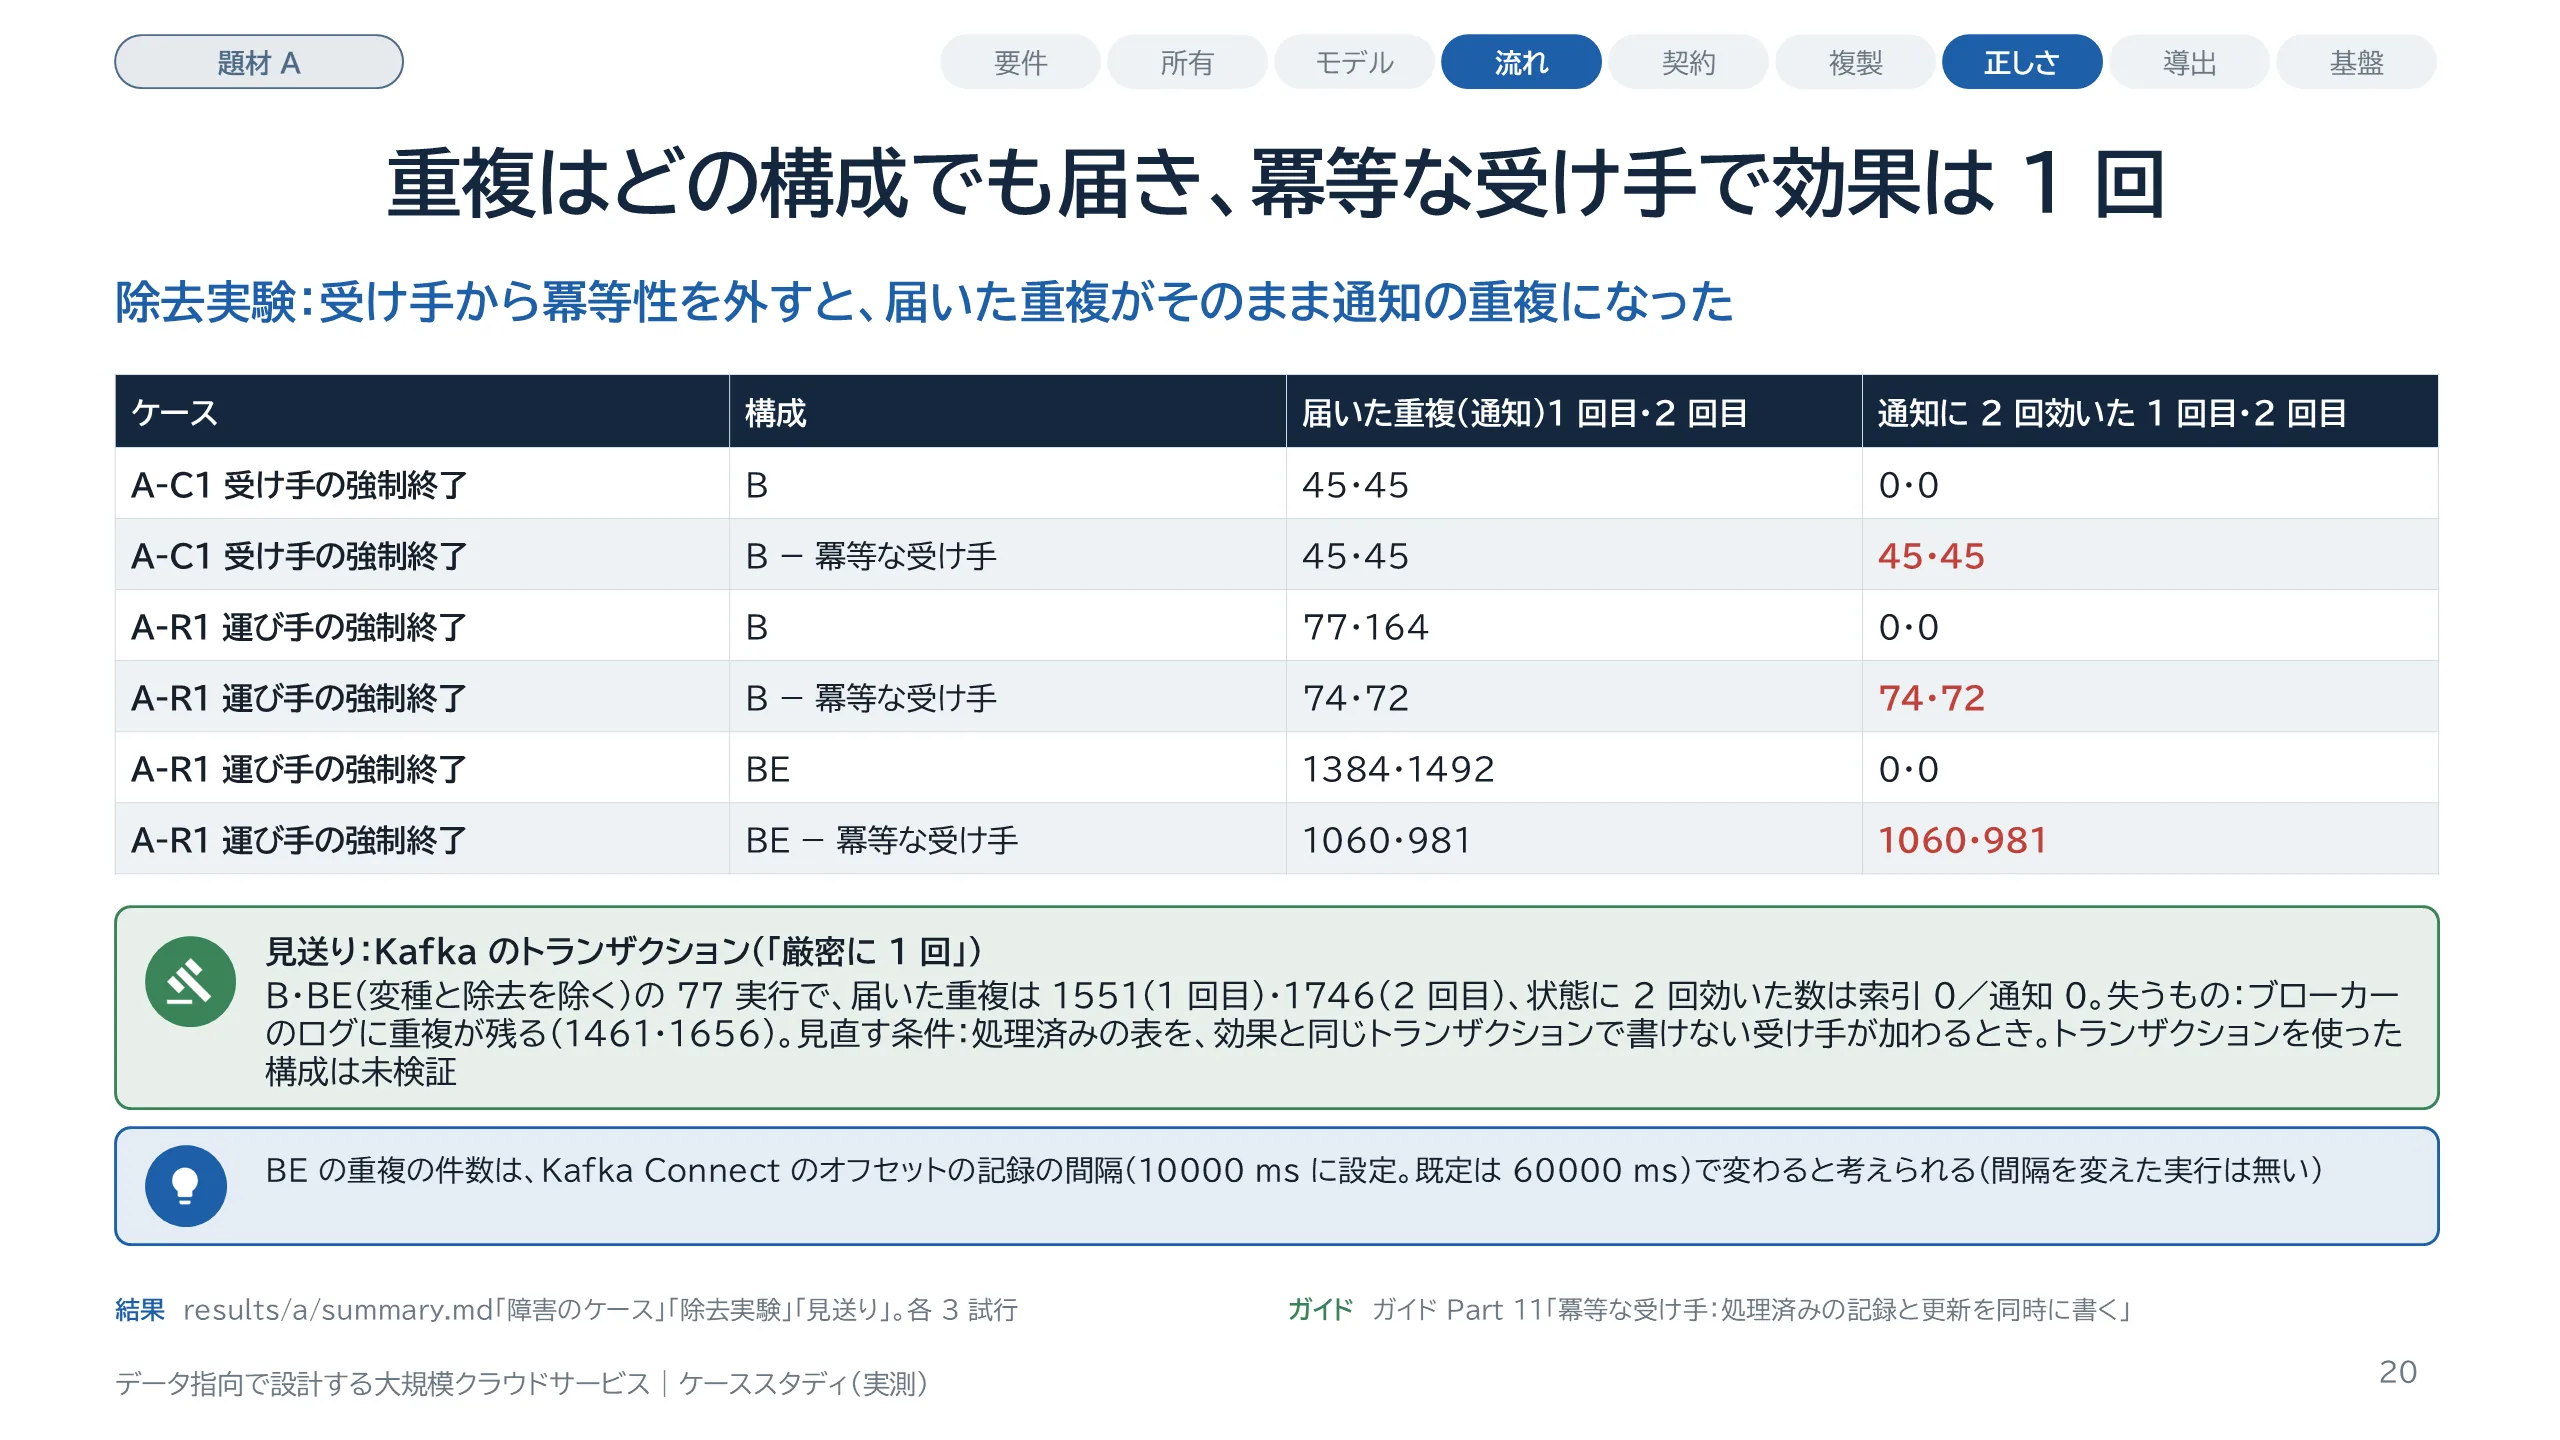 題材 A
要件 所有 モデル 流れ 契約 複製 正しさ 導出 基盤
重複はどの構成でも届き、冪等な受け手で効果は 1 回
除去実験：受け手から冪等性を外すと、届いた重複がそのまま通知の重複になった
ケース 構成 届いた重複（通知）1 回目・2 回目 通知に 2 回効いた 1 回目・2 回目
A-C1 受け手の強制終了 B 45・45 0・0
A-C1 受け手の強制終了 B − 冪等な受け手 45・45 45・45
A-R1 運び手の強制終了 B 77・164 0・0
A-R1 運び手の強制終了 B − 冪等な受け手 74・72 74・72
A-R1 運び手の強制終了 BE 1384・1492 0・0
A-R1 運び手の強制終了 BE − 冪等な受け手 1060・981 1060・981
見送り：Kafka のトランザクション（「厳密に 1 回」）
B・BE（変種と除去を除く）の 77 実行で、届いた重複は 1551（1 回目）・1746（2 回目）、状態に 2 回効いた数は索引 0／通知 0。失うもの：ブローカー
のログに重複が残る（1461・1656）。見直す条件：処理済みの表を、効果と同じトランザクションで書けない受け手が加わるとき。トランザクションを使った
構成は未検証
BE の重複の件数は、Kafka Connect のオフセットの記録の間隔（10000 ms に設定。既定は 60000 ms）で変わると考えられる（間隔を変えた実行は無い）
結果 results/a/summary.md「障害のケース」「除去実験」「見送り」。各 3 試行
ガイド ガイド Part 11「冪等な受け手：処理済みの記録と更新を同時に書く」
データ指向で設計する大規模クラウドサービス｜ケーススタディ（実測）
20